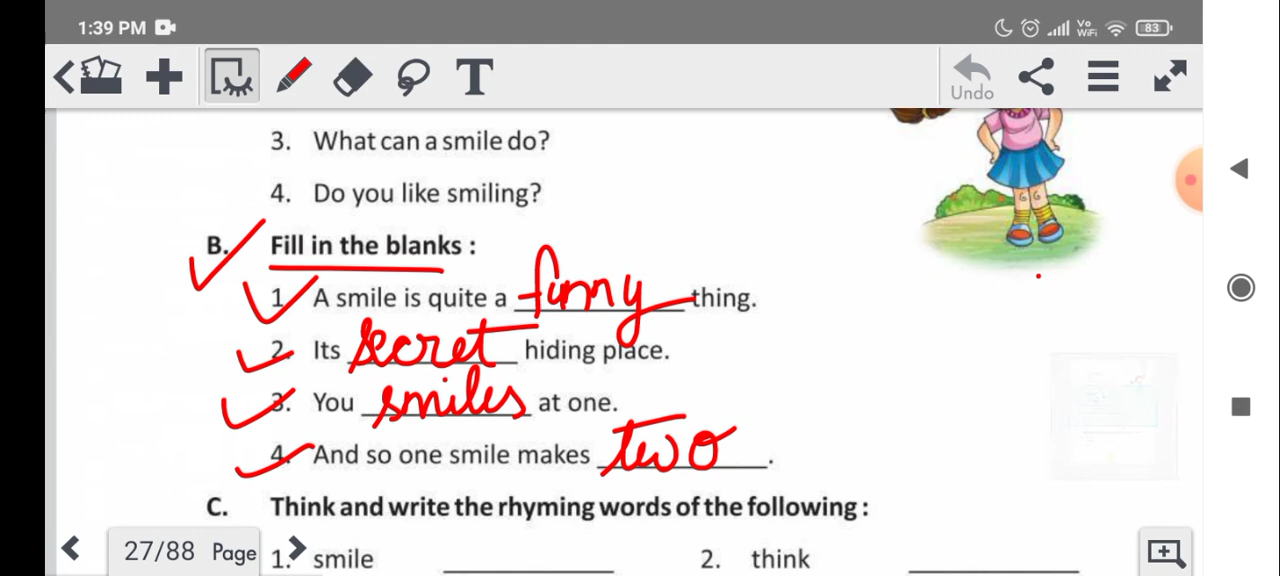 1:39 PM Vo WiFi 83
T Undo
3. What can a smile do?
4. Do you like smiling?
B. Fill in the blanks :
1. A smile is quite a funny thing.
2. Its secret hiding place.
3. You smiles at one.
4. And so one smile makes two.
C. Think and write the rhyming words of the following :
27/88 Page 1. smile 2. think